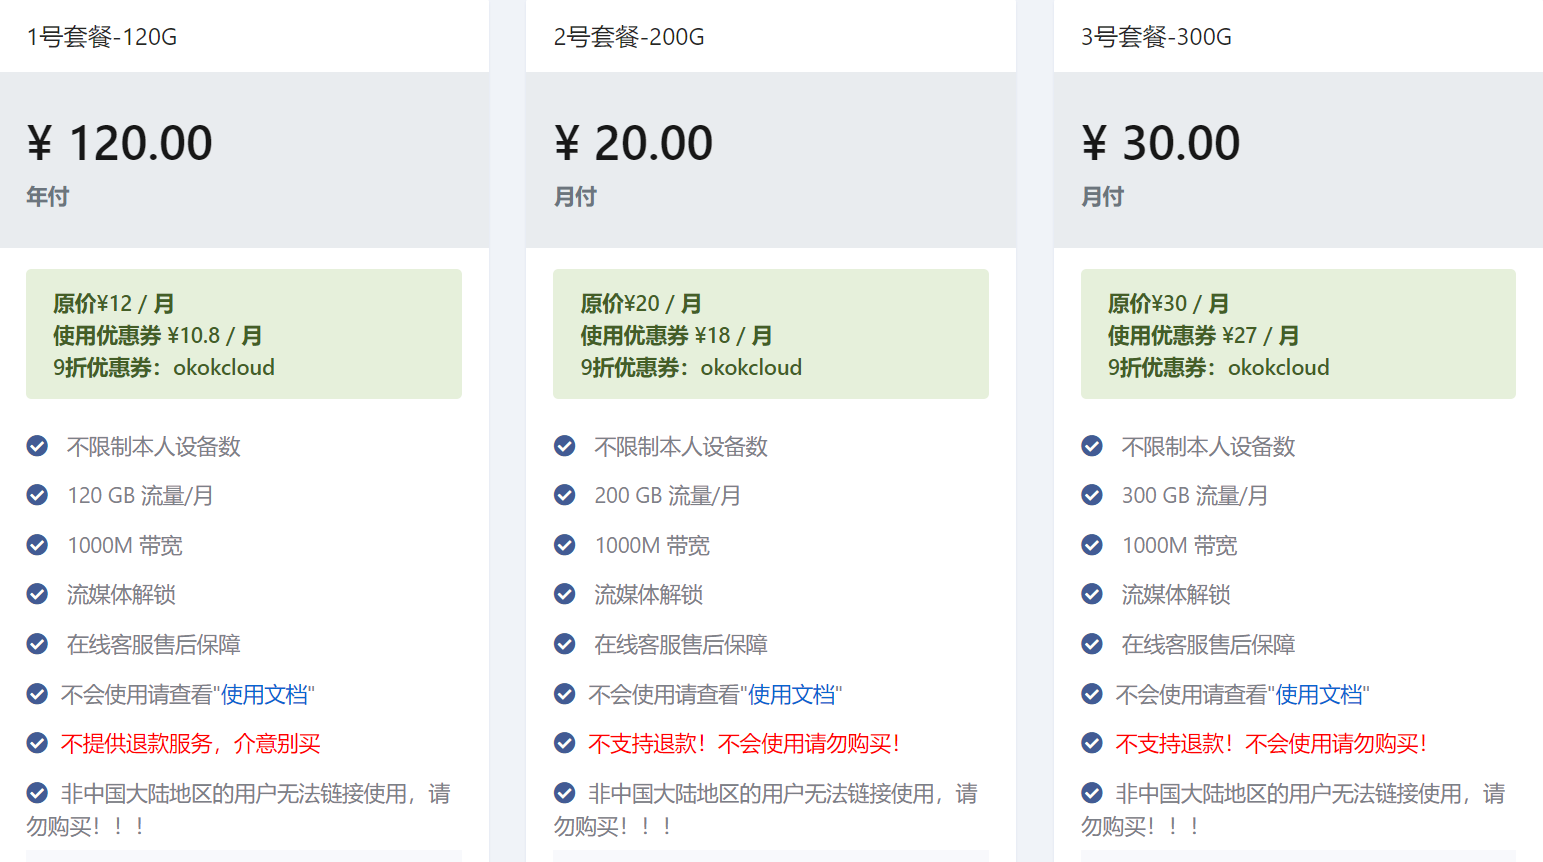 1号套餐-120G
¥ 120.00
年付
原价¥12 / 月
使用优惠券 ¥10.8 / 月
9折优惠券：okokcloud
不限制本人设备数
120 GB 流量/月
1000M 带宽
流媒体解锁
在线客服售后保障
不会使用请查看"使用文档"
不提供退款服务，介意别买
非中国大陆地区的用户无法链接使用，请
勿购买！！！
2号套餐-200G
¥ 20.00
月付
原价¥20 / 月
使用优惠券 ¥18 / 月
9折优惠券：okokcloud
不限制本人设备数
200 GB 流量/月
1000M 带宽
流媒体解锁
在线客服售后保障
不会使用请查看"使用文档"
不支持退款！不会使用请勿购买！
非中国大陆地区的用户无法链接使用，请
勿购买！！！
3号套餐-300G
¥ 30.00
月付
原价¥30 / 月
使用优惠券 ¥27 / 月
9折优惠券：okokcloud
不限制本人设备数
300 GB 流量/月
1000M 带宽
流媒体解锁
在线客服售后保障
不会使用请查看"使用文档"
不支持退款！不会使用请勿购买！
非中国大陆地区的用户无法链接使用，请
勿购买！！！